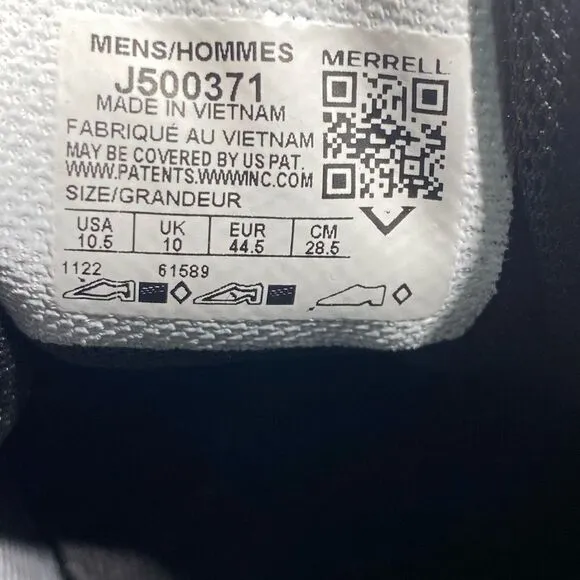 MENS/HOMMES
MERRELL
J500371
MADE IN VIETNAM
FABRIQUÉ AU VIETNAM
MAY BE COVERED BY US PAT.
WWW.PATENTS.WWWINC.COM
SIZE/GRANDEUR
USA UK EUR CM
10.5 10 44.5 28.5
1122 61589